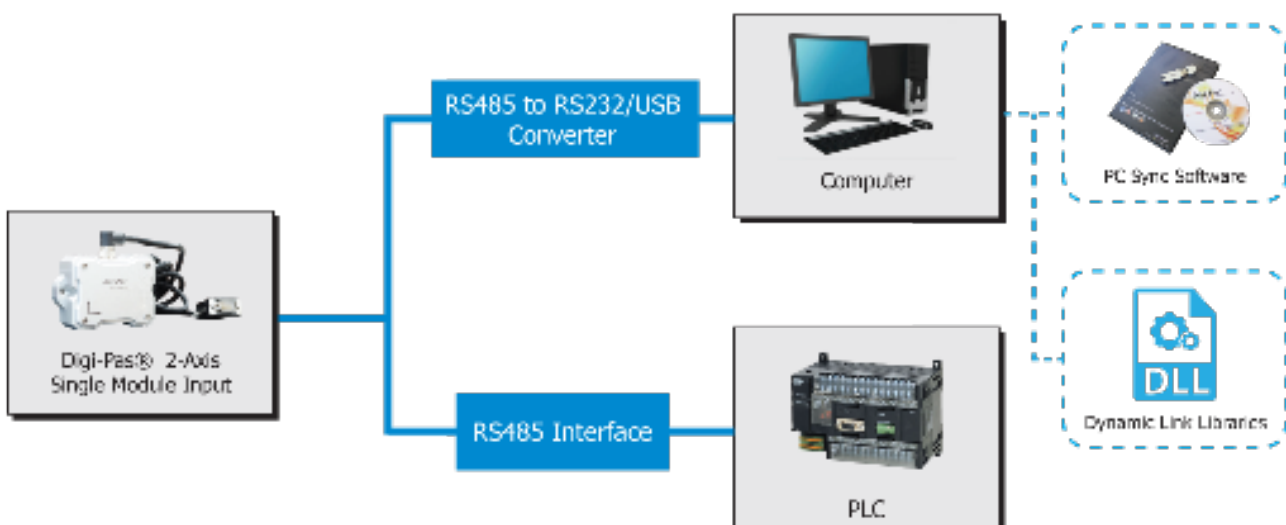 RS485 to RS232/USB
Converter
Computer
PC Sync Software
Digi-Pas® 2-Axis
Single Module Input
RS485 Interface
PLC
DLL
Dynamic Link Libraries